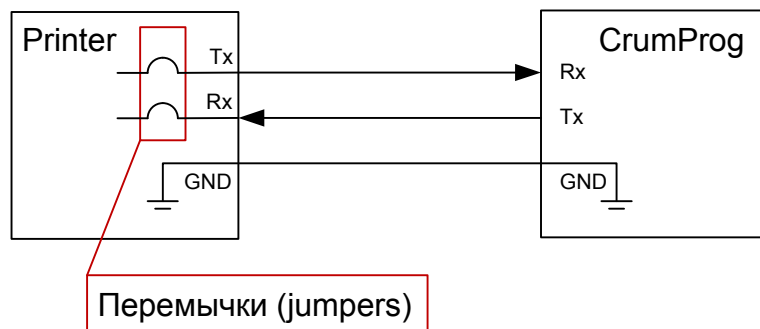 Printer
CrumProg
Tx
Rx
Rx
Tx
GND
GND
Перемычки (jumpers)